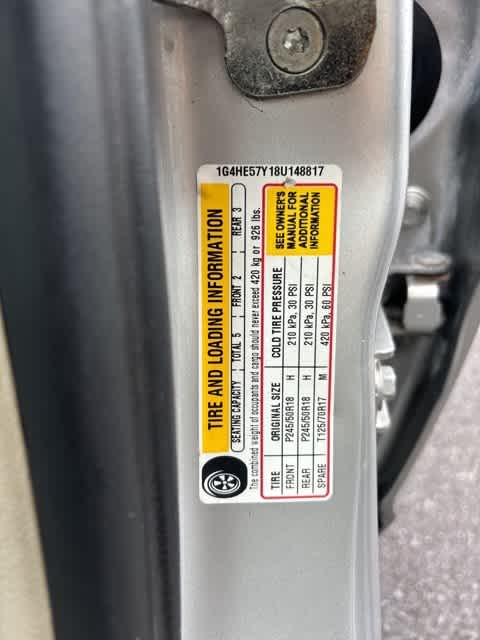 1G4HE57Y18U148817
TIRE AND LOADING INFORMATION
SEATING CAPACITY TOTAL 5 FRONT 2 REAR 3
The combined weight of occupants and cargo should never exceed 420 kg or 926 lbs.
TIRE ORIGINAL SIZE COLD TIRE PRESSURE
FRONT P245/50R18 H 210 kPa, 30 PSI
REAR P245/50R18 H 210 kPa, 30 PSI
SPARE T125/70R17 M 420 kPa, 60 PSI
SEE OWNER'S
MANUAL FOR
ADDITIONAL
INFORMATION